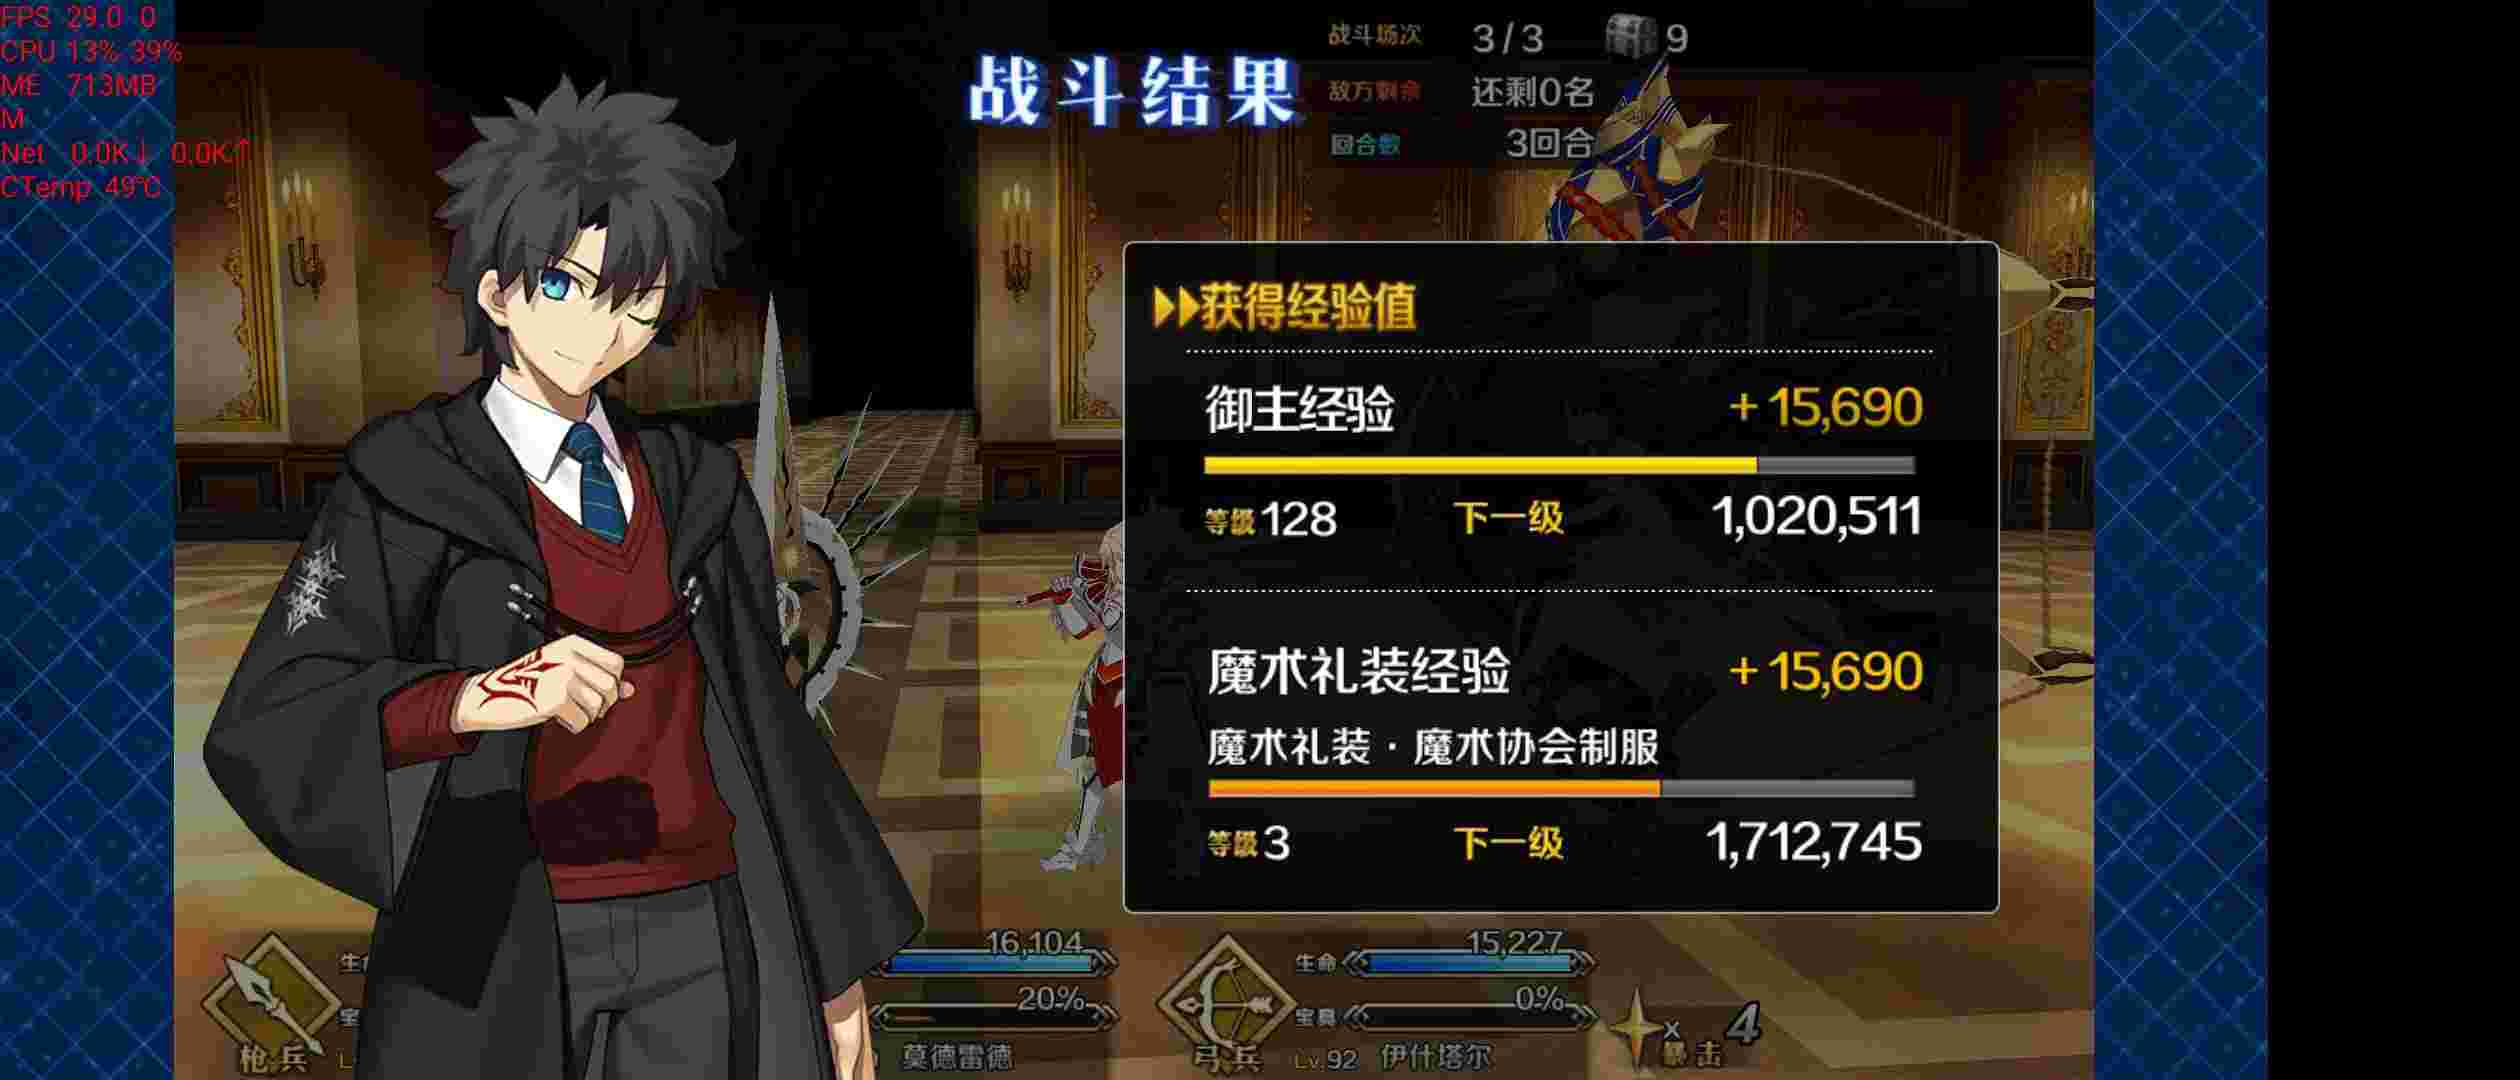 FPS 29.0 0
CPU 13% 39%
ME 713MB
M
Net 0.0K↓ 0.0K↑
CTemp 49℃
战斗结果
战斗场次 3/3 9
敌方剩余 还剩0名
回合数 3回合
获得经验值
御主经验 +15,690
等级128 下一级 1,020,511
魔术礼装经验 +15,690
魔术礼装·魔术协会制服
等级3 下一级 1,712,745
枪兵
16,104
20%
莫德雷德
弓兵
生命 15,227
宝具 0%
Lv.92 伊什塔尔
x 4
暴击